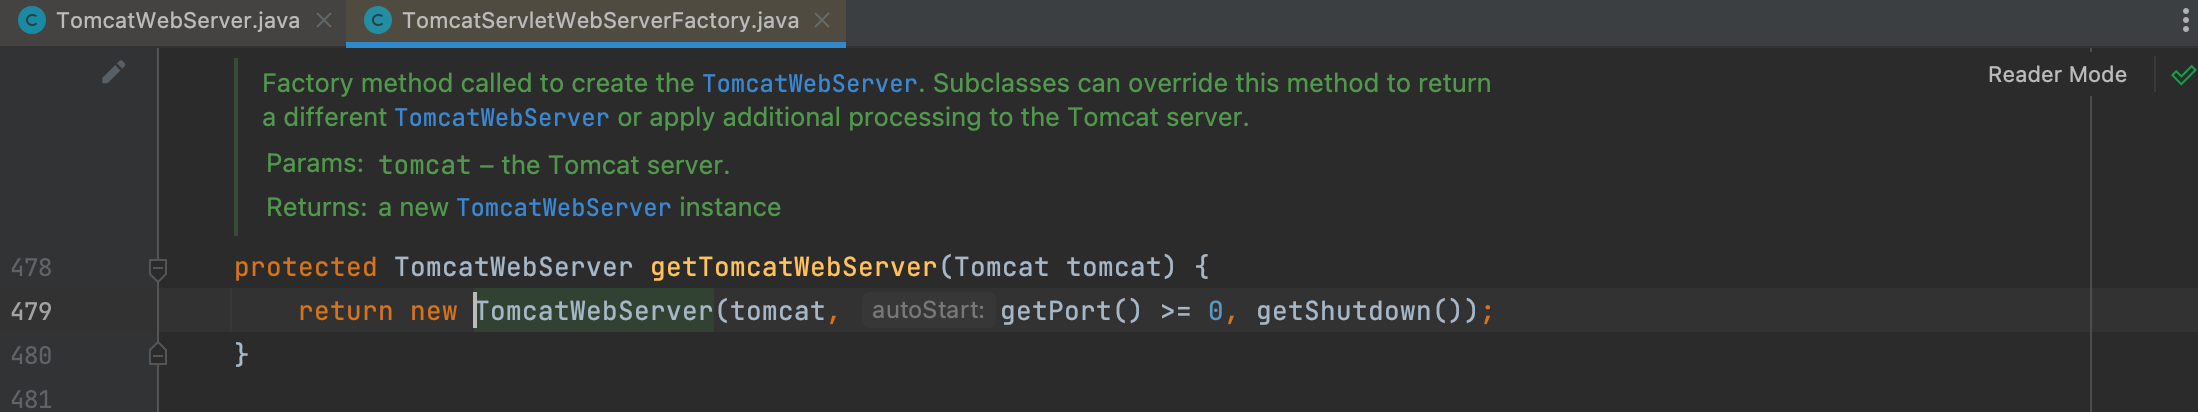 TomcatWebServer.java
TomcatServletWebServerFactory.java
Reader Mode
Factory method called to create the TomcatWebServer. Subclasses can override this method to return
a different TomcatWebServer or apply additional processing to the Tomcat server.
Params: tomcat – the Tomcat server.
Returns: a new TomcatWebServer instance
478 protected TomcatWebServer getTomcatWebServer(Tomcat tomcat) {
479 return new TomcatWebServer(tomcat, autoStart: getPort() >= 0, getShutdown());
480 }
481